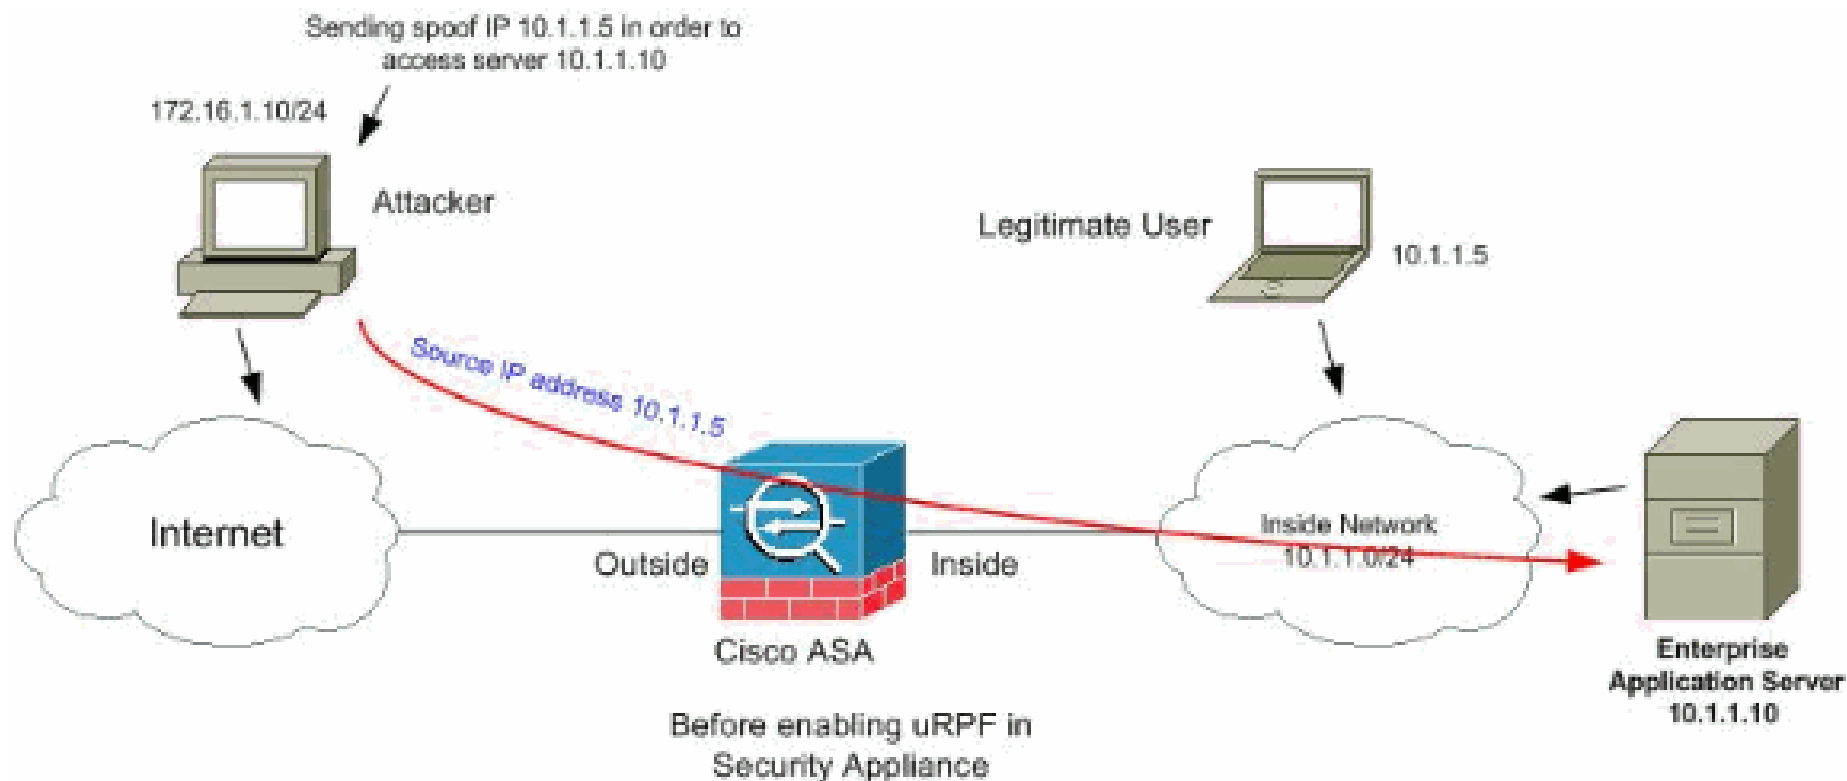 Sending spoof IP 10.1.1.5 in order to
access server 10.1.1.10
172.16.1.10/24
Attacker
Legitimate User
10.1.1.5
Source IP address 10.1.1.5
Internet
Outside
Inside
Inside Network
10.1.1.0/24
Cisco ASA
Enterprise
Application Server
10.1.1.10
Before enabling uRPF in
Security Appliance